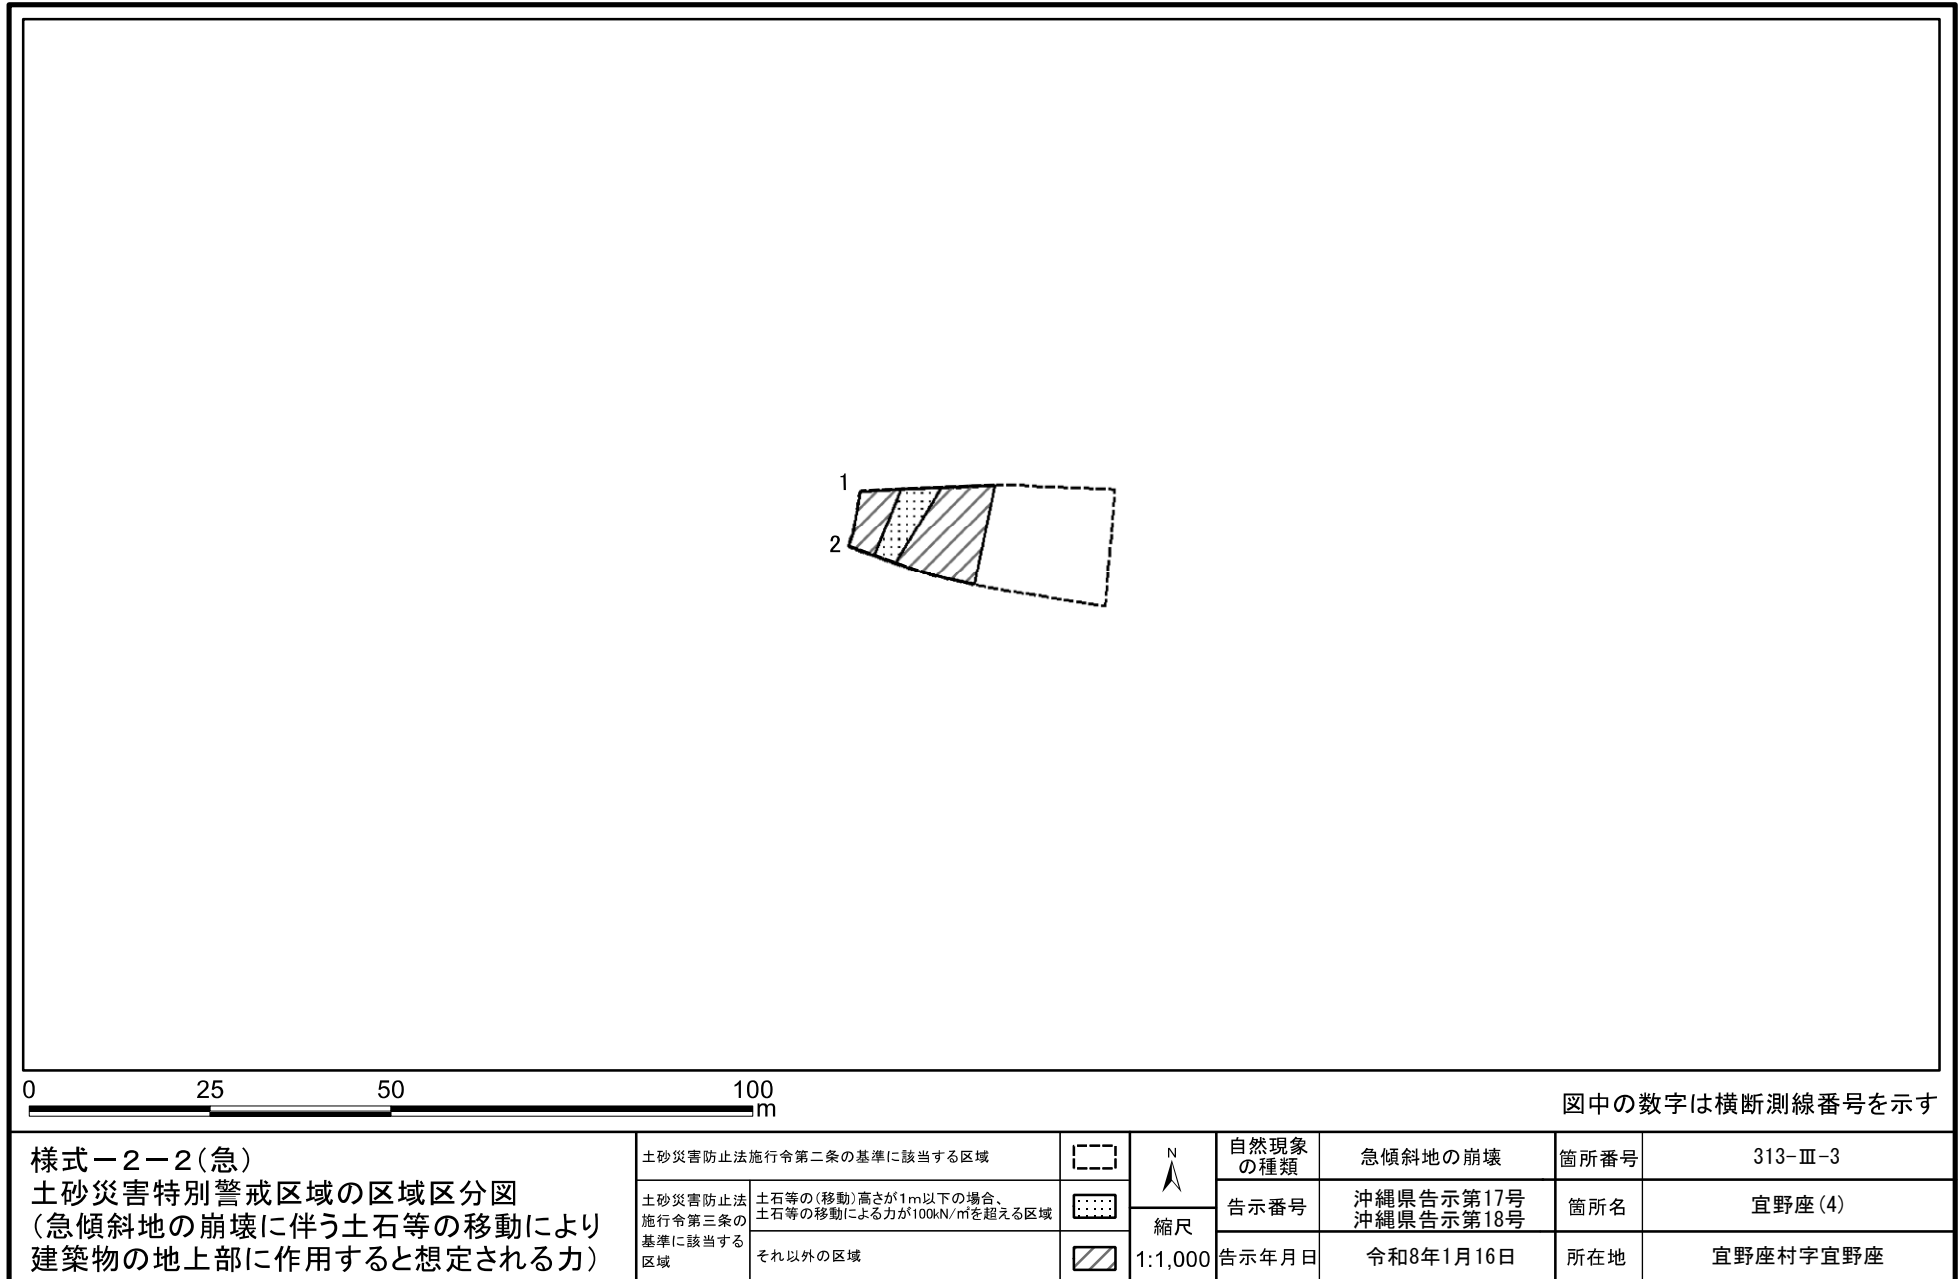 1
2
0 25 50 100
m
図中の数字は横断測線番号を示す
様式－２－２（急）
土砂災害特別警戒区域の区域区分図
（急傾斜地の崩壊に伴う土石等の移動により
建築物の地上部に作用すると想定される力）
土砂災害防止法施行令第二条の基準に該当する区域
土砂災害防止法
施行令第三条の
基準に該当する
区域
土石等の（移動）高さが1ｍ以下の場合、
土石等の移動による力が100kN/㎡を超える区域
それ以外の区域
N
縮尺
1:1,000
自然現象
の種類
急傾斜地の崩壊
箇所番号
313-Ⅲ-3
告示番号
沖縄県告示第17号
沖縄県告示第18号
箇所名
宜野座(4)
告示年月日
令和8年1月16日
所在地
宜野座村字宜野座